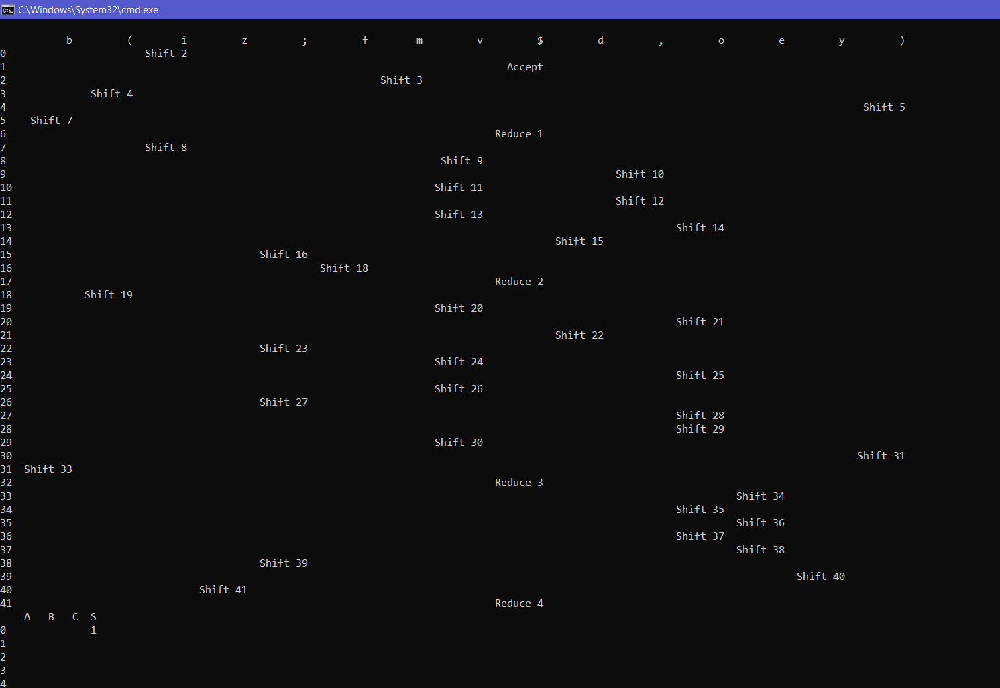 C:\Windows\System32\cmd.exe
b ( i z ; f m v $ d , o e y )
0 Shift 2
1 Accept
2 Shift 3
3 Shift 4
4 Shift 5
5 Shift 7
6 Reduce 1
7 Shift 8
8 Shift 9
9 Shift 10
10 Shift 11
11 Shift 12
12 Shift 13
13 Shift 14
14 Shift 15
15 Shift 16
16 Shift 18
17 Reduce 2
18 Shift 19
19 Shift 20
20 Shift 21
21 Shift 22
22 Shift 23
23 Shift 24
24 Shift 25
25 Shift 26
26 Shift 27
27 Shift 28
28 Shift 29
29 Shift 30
30 Shift 31
31 Shift 33
32 Reduce 3
33 Shift 34
34 Shift 35
35 Shift 36
36 Shift 37
37 Shift 38
38 Shift 39
39 Shift 40
40 Shift 41
41 Reduce 4
A B C S
0 1
1
2
3
4